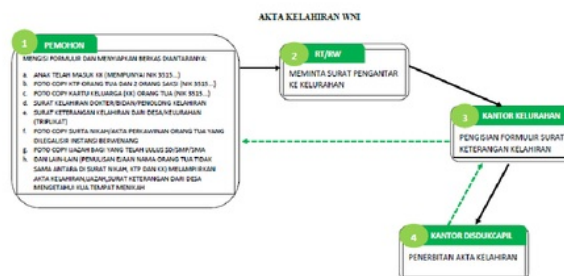 AKTA KELAHIRAN WNI
1 PEMOHON
MENGISI FORMULIR DAN MENYIAPKAN BERKAS DIANTARANYA:
a. ANAK TELAH MASUK KK (MEMPUNYAI NIK 3515...)
b. FOTO COPY KTP ORANG TUA DAN 2 ORANG SAKSI (NIK 3515...)
c. FOTO COPY KARTU KELUARGA (KK) ORANG TUA (NIK 3515...)
d. SURAT KELAHIRAN DOKTER/BIDAN/PENOLONG KELAHIRAN
e. SURAT KETERANGAN KELAHIRAN DARI DESA/KELURAHAN
(TRIPLIKAT)
f. FOTO COPY SURTA NIKAH/AKTA PERKAWINAN ORANG TUA YANG
DILEGALISIR INSTANSI BERWENANG
g. FOTO COPY IJAZAH BAGI YANG TELAH LULUS SD/SMP/SMA
h. DAN LAIN-LAIN (PENULISAN EJAAN NAMA ORANG TUA TIDAK
SAMA ANTARA DI SURAT NIKAH, KTP DAN KK) MELAMPIRKAN
AKTA KELAHIRAN,IJAZAH,SURAT KETERANGAN DARI DESA
MENGETAHUI KUA TEMPAT MENIKAH
2 RT/RW
MEMINTA SURAT PENGANTAR
KE KELURAHAN
3 KANTOR KELURAHAN
PENGISIAN FORMULIR SURAT
KETERANGAN KELAHIRAN
4 KANTOR DISDUKCAPIL
PENERBITAN AKTA KELAHIRAN